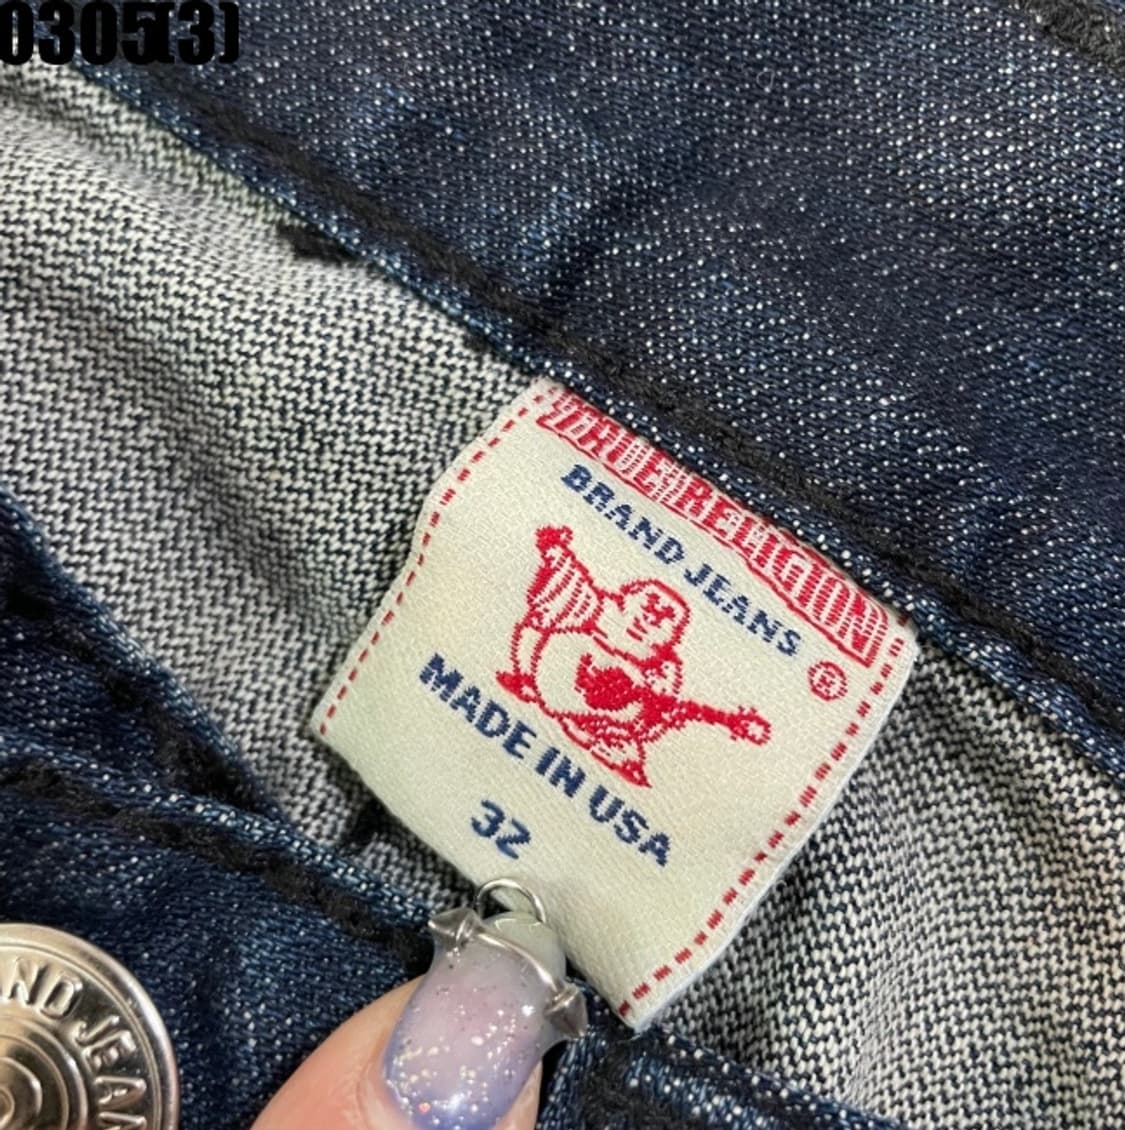 0305(3)
TRUE RELIGION
BRAND JEANS
®
MADE IN USA
32
ND JEAN